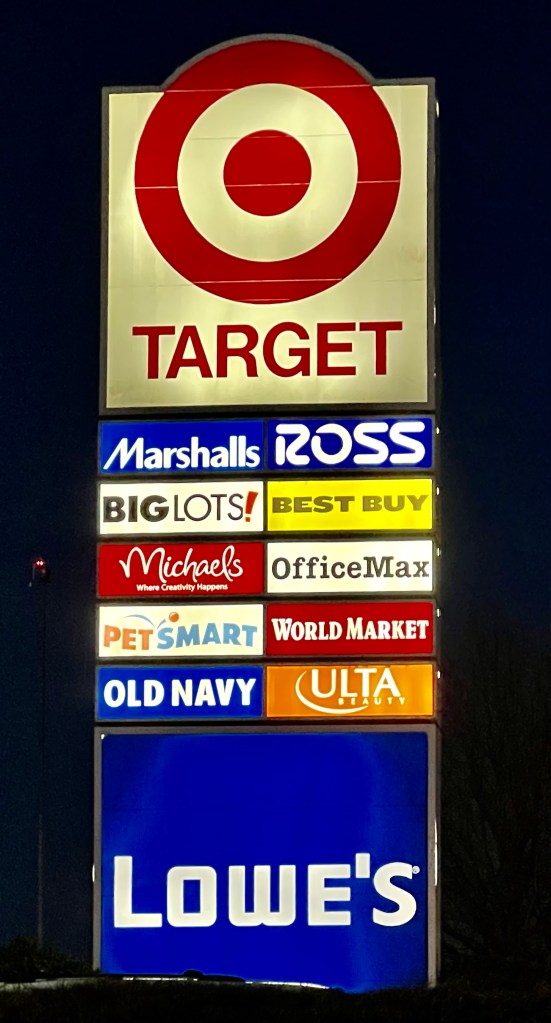 TARGET
Marshalls
ROSS
BIG LOTS!
BEST BUY
Michaels
Where Creativity Happens
OfficeMax
PETSMART
WORLD MARKET
OLD NAVY
ULTA
BEAUTY
LOWE'S®